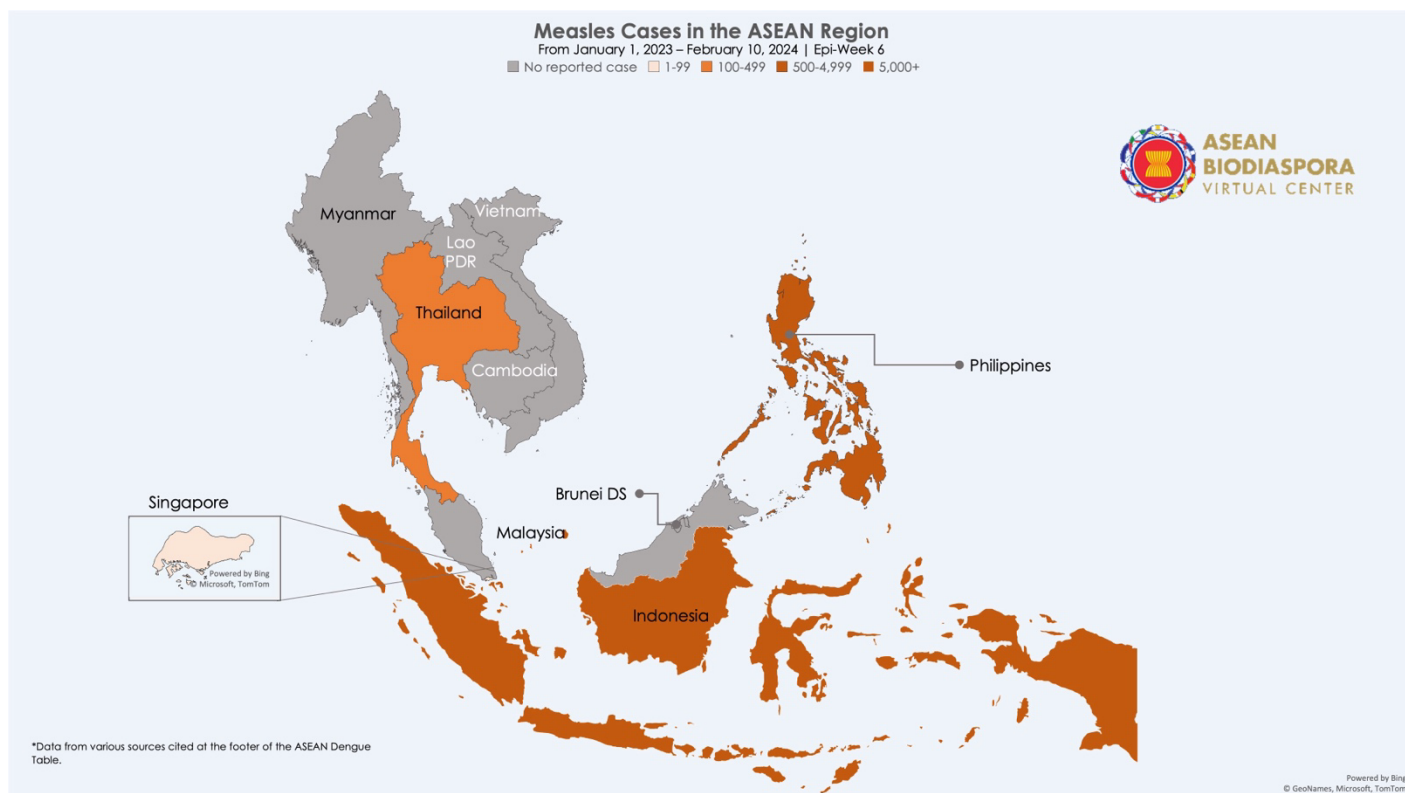 Measles Cases in the ASEAN Region
From January 1, 2023 – February 10, 2024 | Epi-Week 6
No reported case 1-99 100-499 500-4,999 5,000+
ASEAN
BIODIASPORA
VIRTUAL CENTER
Myanmar
Vietnam
Lao
PDR
Thailand
Cambodia
Philippines
Singapore
Brunei DS
Malaysia
Powered by Bing
© Microsoft, TomTom
Indonesia
*Data from various sources cited at the footer of the ASEAN Dengue
Table.
Powered by Bing
© GeoNames, Microsoft, TomTom